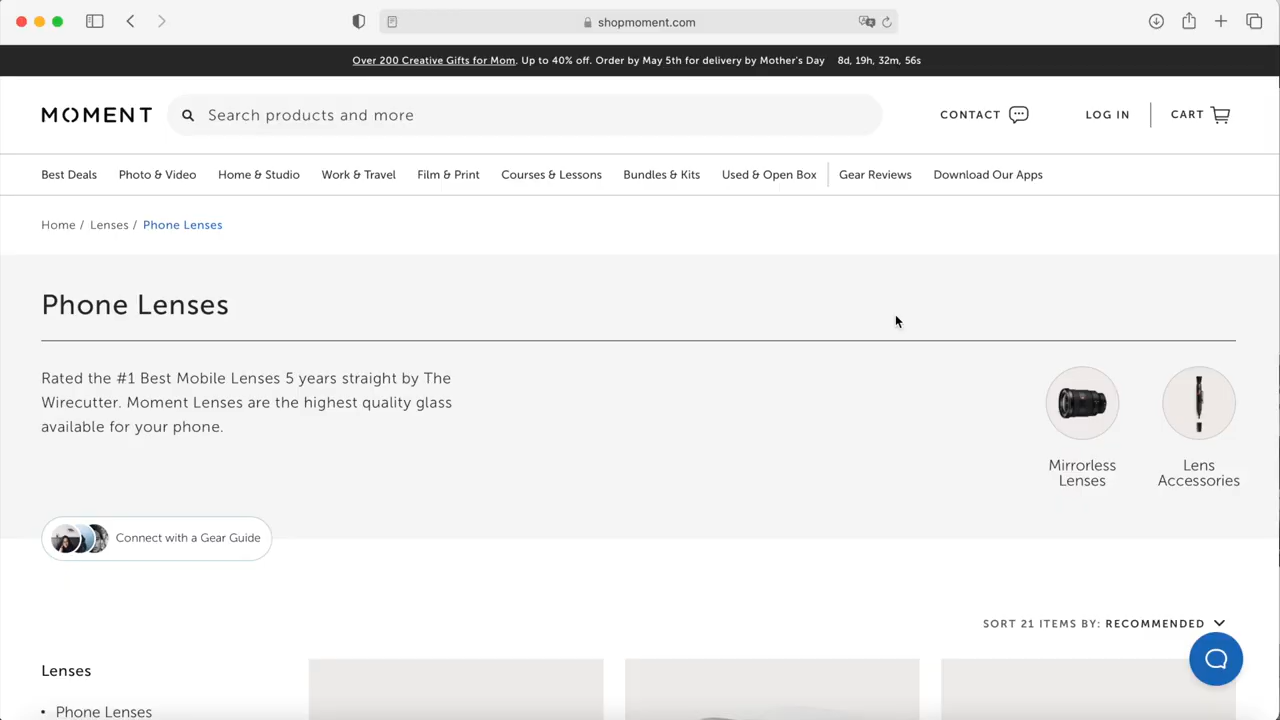 shopmoment.com
Over 200 Creative Gifts for Mom. Up to 40% off. Order by May 5th for delivery by Mother's Day 8d, 19h, 32m, 56s
MOMENT
Search products and more
CONTACT
LOG IN
CART
Best Deals
Photo & Video
Home & Studio
Work & Travel
Film & Print
Courses & Lessons
Bundles & Kits
Used & Open Box
Gear Reviews
Download Our Apps
Home / Lenses / Phone Lenses
Phone Lenses
Rated the #1 Best Mobile Lenses 5 years straight by The
Wirecutter. Moment Lenses are the highest quality glass
available for your phone.
Mirrorless
Lenses
Lens
Accessories
Connect with a Gear Guide
SORT 21 ITEMS BY: RECOMMENDED
Lenses
• Phone Lenses